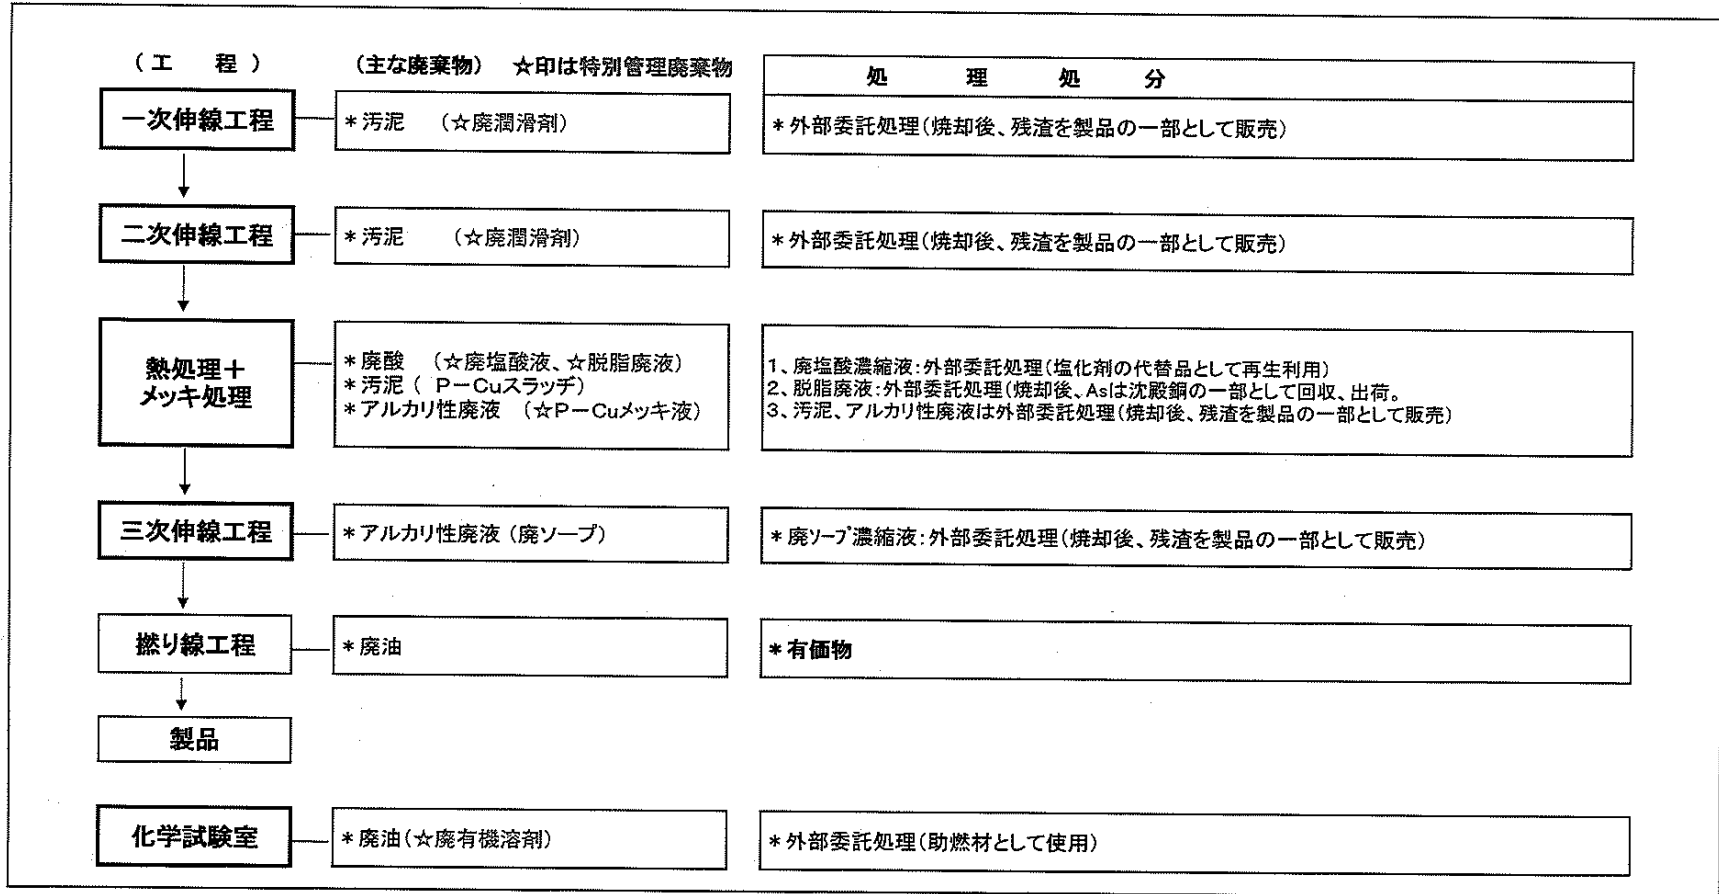 (工　程)　(主な廃棄物)　☆印は特別管理廃棄物　処　理　処　分
一次伸線工程　＊汚泥　(☆廃潤滑剤)　＊外部委託処理(焼却後、残渣を製品の一部として販売)
二次伸線工程　＊汚泥　(☆廃潤滑剤)　＊外部委託処理(焼却後、残渣を製品の一部として販売)
熱処理＋
メッキ処理
＊廃酸　(☆廃塩酸液、☆脱脂廃液)
＊汚泥 ( P－Cuスラッヂ)
＊アルカリ性廃液　(☆P－Cuメッキ液)
1、廃塩酸濃縮液:外部委託処理(塩化剤の代替品として再生利用)
2、脱脂廃液:外部委託処理(焼却後、Asは沈殿銅の一部として回収、出荷。
3、汚泥、アルカリ性廃液は外部委託処理(焼却後、残渣を製品の一部として販売)
三次伸線工程　＊アルカリ性廃液 (廃ソープ)　＊廃ｿｰﾌﾟ濃縮液:外部委託処理(焼却後、残渣を製品の一部として販売)
撚り線工程　＊廃油　＊有価物
製品
化学試験室　＊廃油(☆廃有機溶剤)　＊外部委託処理(助燃材として使用)